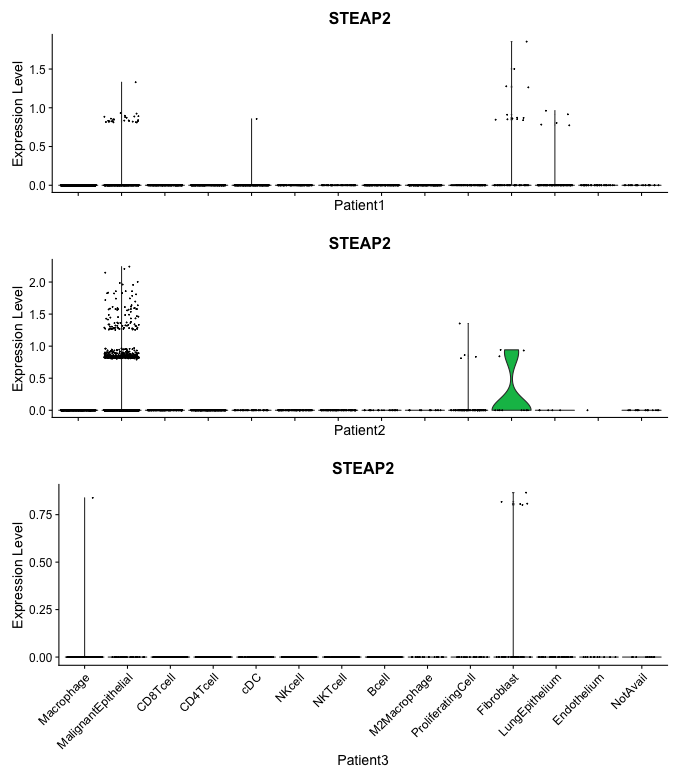 STEAP2
Expression Level
1.5
1.0
0.5
0.0
Patient1
STEAP2
Expression Level
2.0
1.5
1.0
0.5
0.0
Patient2
STEAP2
Expression Level
0.75
0.50
0.25
0.00
Macrophage
MalignantEpithelial
CD8Tcell
CD4Tcell
cDC
NKcell
NKTcell
Bcell
M2Macrophage
ProliferatingCell
Fibroblast
LungEpithelium
Endothelium
NotAvail
Patient3